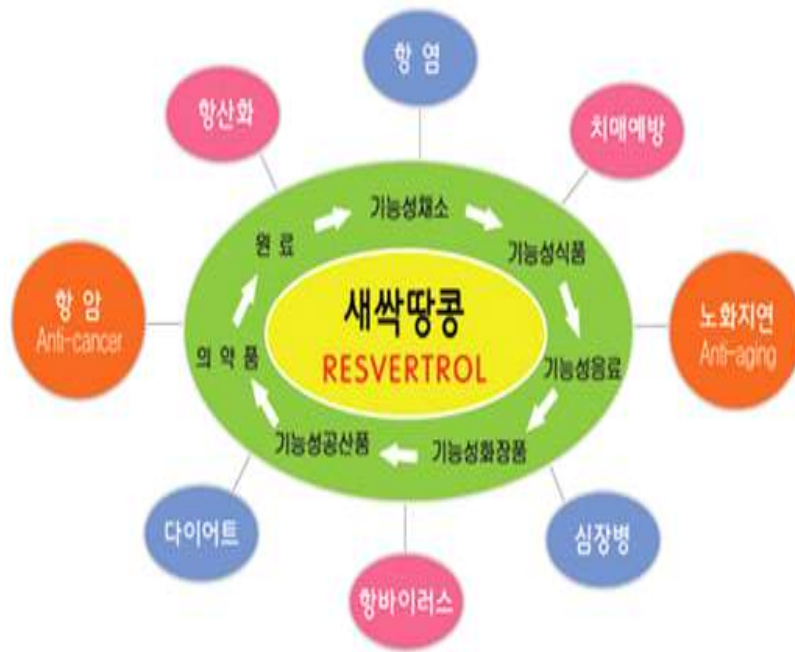 항 염
항산화
치매예방
기능성채소
원 료
기능성식품
항 암
Anti-cancer
새싹땅콩
RESVERTROL
노화지연
Anti-aging
의 약 품
기능성음료
기능성공산품
기능성화장품
다이어트
심장병
항바이러스